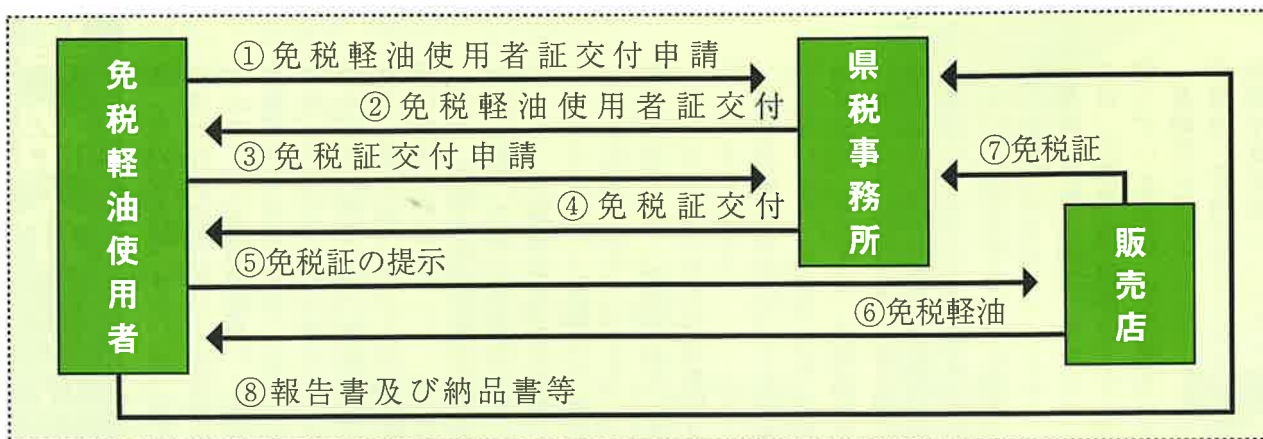 免税軽油使用者
①免税軽油使用者証交付申請
②免税軽油使用者証交付
③免税証交付申請
④免税証交付
⑤免税証の提示
⑥免税軽油
県税事務所
⑦免税証
販売店
⑧報告書及び納品書等